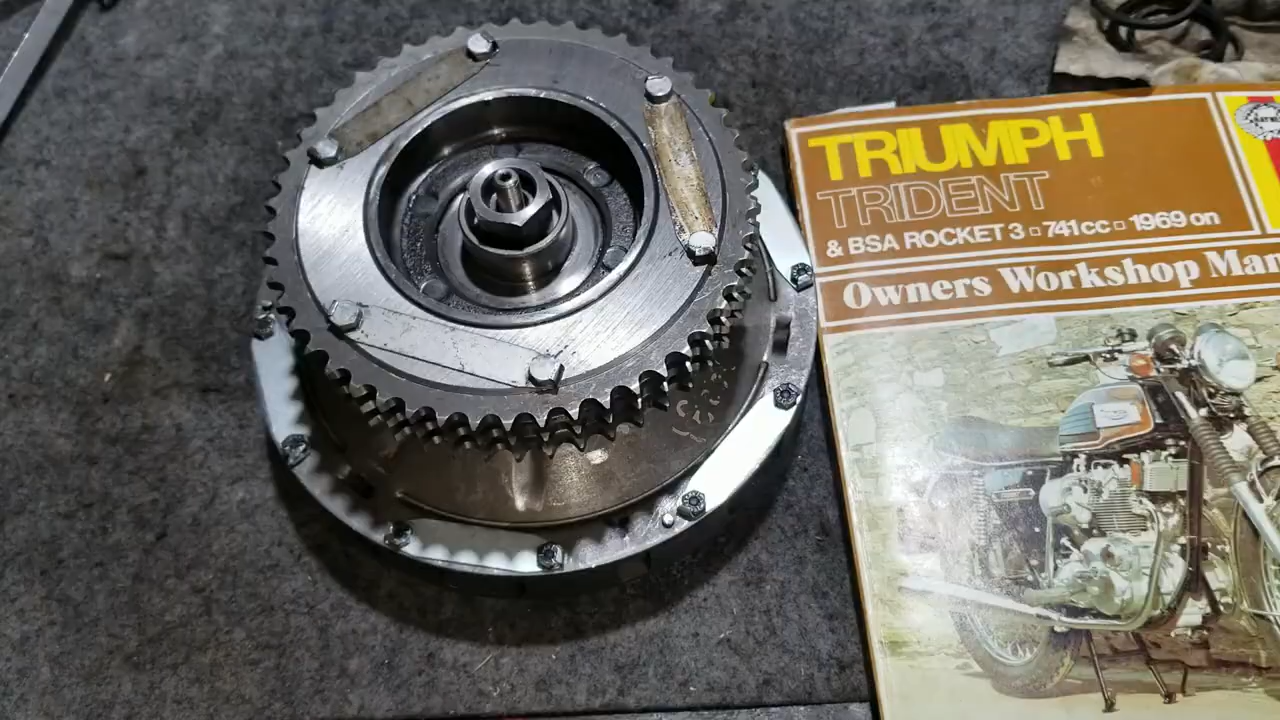 TRIUMPH
TRIDENT
& BSA ROCKET 3 ▫ 741cc ▫ 1969 on
Owners Workshop Man